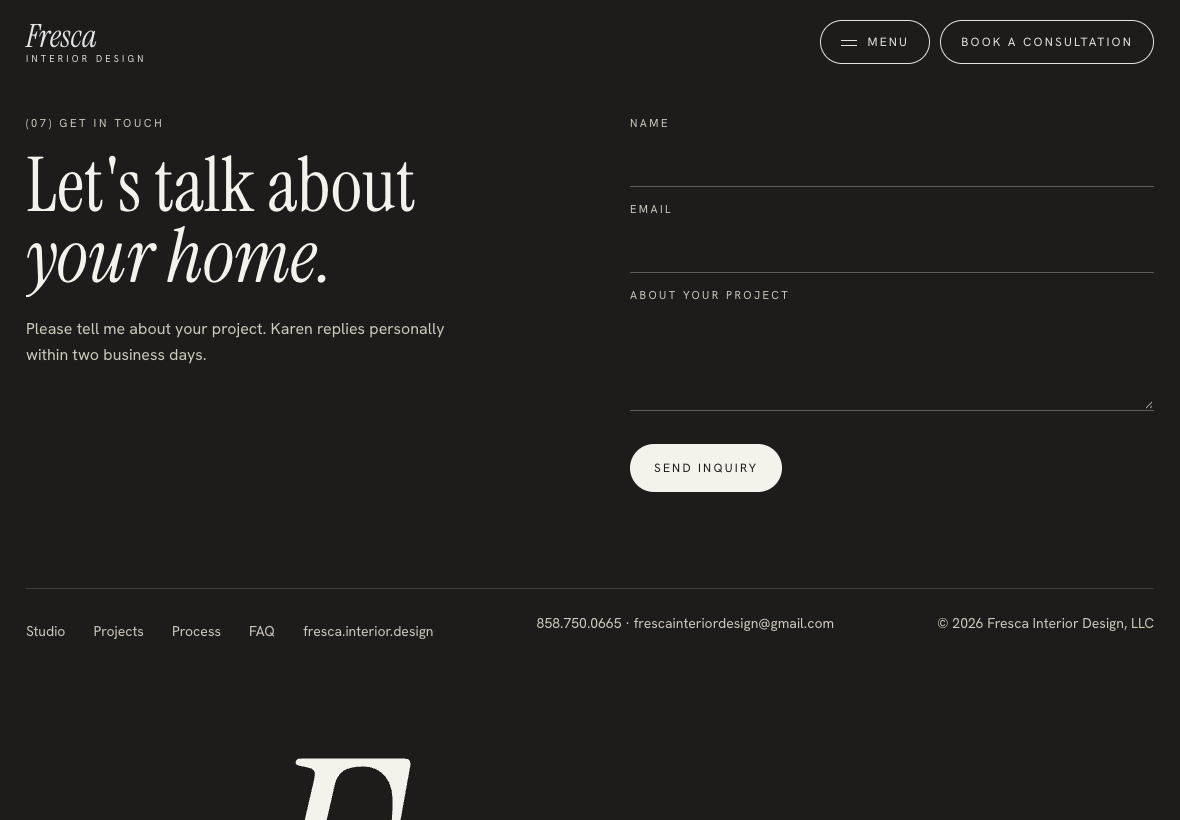 Fresca
INTERIOR DESIGN
MENU
BOOK A CONSULTATION
(07) GET IN TOUCH
Let's talk about
your home.
Please tell me about your project. Karen replies personally
within two business days.
NAME
EMAIL
ABOUT YOUR PROJECT
SEND INQUIRY
Studio
Projects
Process
FAQ
fresca.interior.design
858.750.0665 · frescainteriordesign@gmail.com
© 2026 Fresca Interior Design, LLC
F